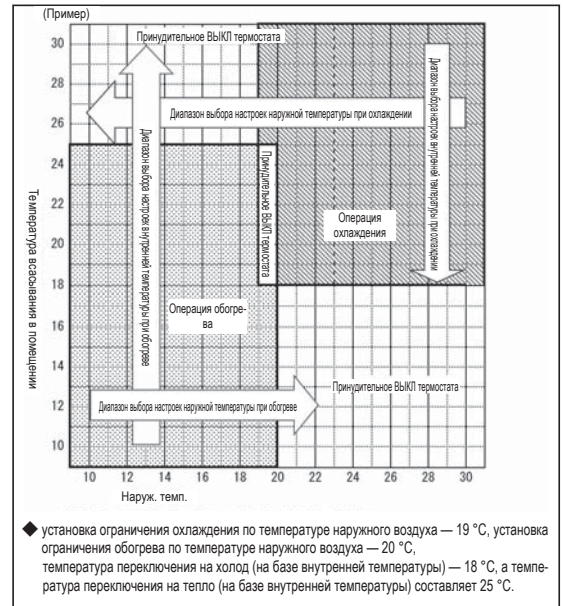 (Пример)
30
28
26
24
22
20
18
16
14
12
10
Температура всасывания в помещении
Принудительное ВЫКЛ термостата
Диапазон выбора настроек наружной температуры при охлаждении
Диапазон выбора настроек внутренней температуры при обогреве
Принудительное ВЫКЛ термостата
Диапазон выбора настроек внутренней температуры при охлаждении
Операция
охлаждения
Операция обогре-
ва
Принудительное ВЫКЛ термостата
Диапазон выбора настроек наружной температуры при обогреве
10 12 14 16 18 20 22 24 26 28 30
Наруж. темп.
◆ установка ограничения охлаждения по температуре наружного воздуха — 19 °C, установка
ограничения обогрева по температуре наружного воздуха — 20 °C,
температура переключения на холод (на базе внутренней температуры) — 18 °C, а темпе-
ратура переключения на тепло (на базе внутренней температуры) составляет 25 °C.